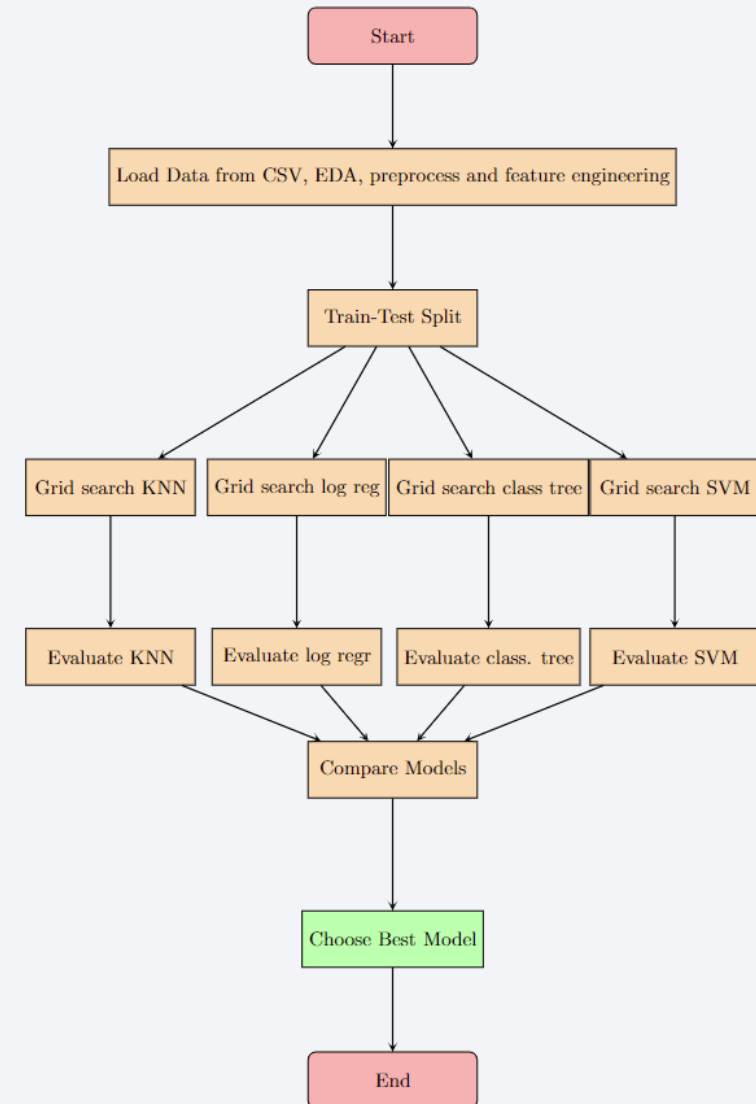 Start
Load Data from CSV, EDA, preprocess and feature engineering
Train-Test Split
Grid search KNN
Grid search log reg
Grid search class tree
Grid search SVM
Evaluate KNN
Evaluate log regr
Evaluate class. tree
Evaluate SVM
Compare Models
Choose Best Model
End